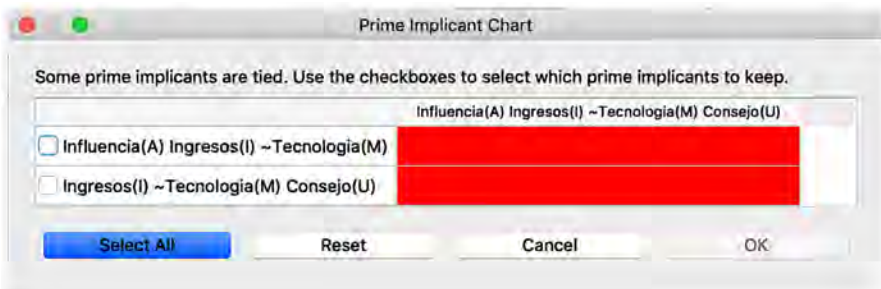 Prime Implicant Chart
Some prime implicants are tied. Use the checkboxes to select which prime implicants to keep.
Influencia(A) Ingresos(I) ~Tecnologia(M) Consejo(U)
Influencia(A) Ingresos(I) ~Tecnologia(M)
Ingresos(I) ~Tecnologia(M) Consejo(U)
Select All Reset Cancel OK